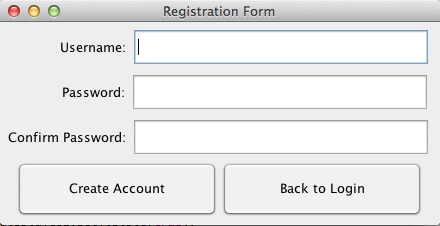 Registration Form
Username:
Password:
Confirm Password:
Create Account Back to Login